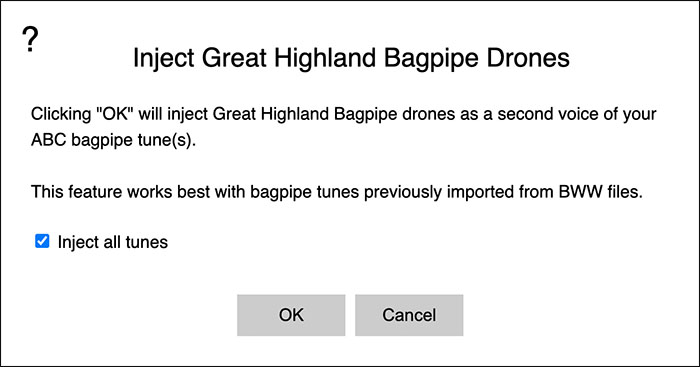 ?
Inject Great Highland Bagpipe Drones
Clicking "OK" will inject Great Highland Bagpipe drones as a second voice of your
ABC bagpipe tune(s).
This feature works best with bagpipe tunes previously imported from BWW files.
Inject all tunes
OK Cancel